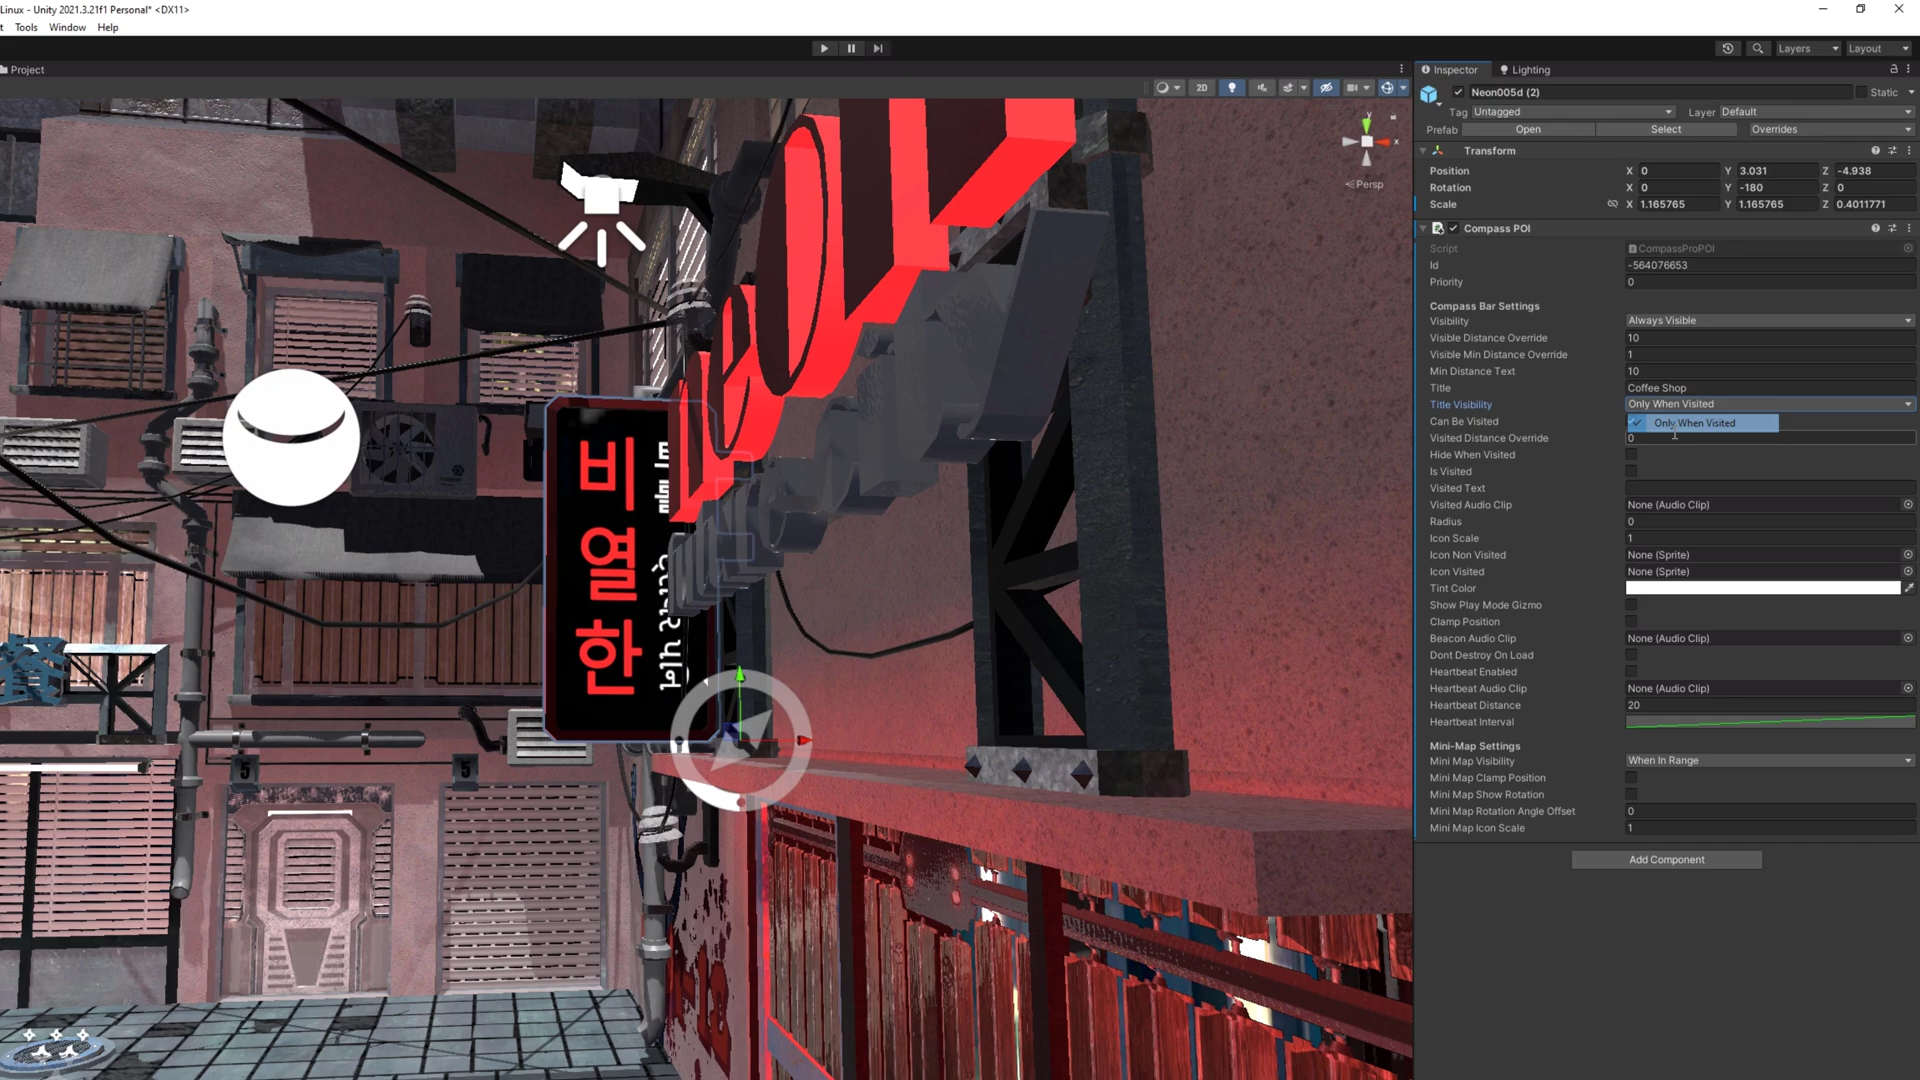 Linux - Unity 2021.3.21f1 Personal* <DX11>
t Tools Window Help
Layers
Layout
Project
Inspector
Lighting
2D
Neon005d (2)
Static
Tag Untagged
Layer Default
Prefab Open Select Overrides
Transform
Position X 0 Y 3.031 Z -4.938
Rotation X 0 Y -180 Z 0
Scale X 1.165765 Y 1.165765 Z 0.4011771
Compass POI
Script CompassProPOI
Id -564076653
Priority 0
Compass Bar Settings
Visibility Always Visible
Visible Distance Override 10
Visible Min Distance Override 1
Min Distance Text 10
Title Coffee Shop
Title Visibility Only When Visited
Can Be Visited
Only When Visited
Visited Distance Override 0
Hide When Visited
Is Visited
Visited Text
Visited Audio Clip None (Audio Clip)
Radius 0
Icon Scale 1
Icon Non Visited None (Sprite)
Icon Visited None (Sprite)
Tint Color
Show Play Mode Gizmo
Clamp Position
Beacon Audio Clip None (Audio Clip)
Dont Destroy On Load
Heartbeat Enabled
Heartbeat Audio Clip None (Audio Clip)
Heartbeat Distance 20
Heartbeat Interval
Mini-Map Settings
Mini Map Visibility When In Range
Mini Map Clamp Position
Mini Map Show Rotation
Mini Map Rotation Angle Offset 0
Mini Map Icon Scale 1
Add Component
y
x
Persp
5
5